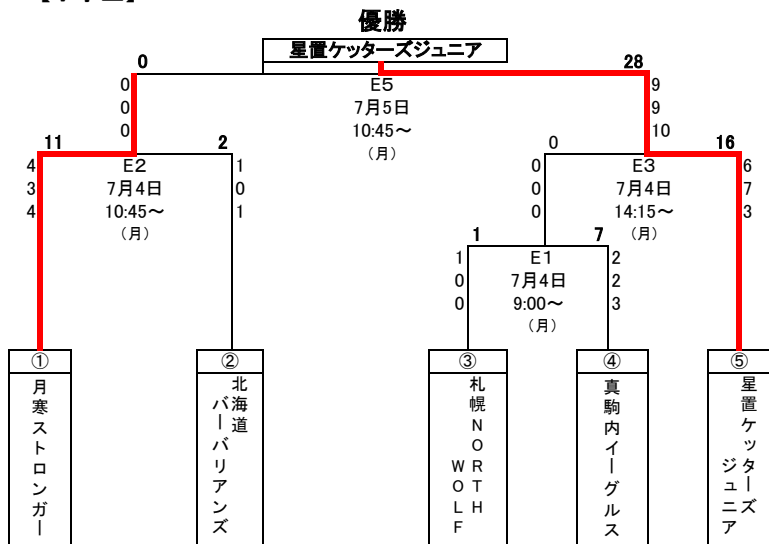 優勝
星置ケッターズジュニア
0
28
0
0
0
E5
7月5日
10:45～
（月）
9
9
10
11
2
4
3
4
E2
7月4日
10:45～
（月）
1
0
1
0
16
0
0
0
E3
7月4日
14:15～
（月）
6
7
3
1
7
1
0
0
E1
7月4日
9:00～
（月）
2
2
3
①
月寒ストロンガー
②
北海道
バーバリアンズ
③
札幌NORTH
WOLF
④
真駒内イーグルス
⑤
星置ケッターズ
ジュニア